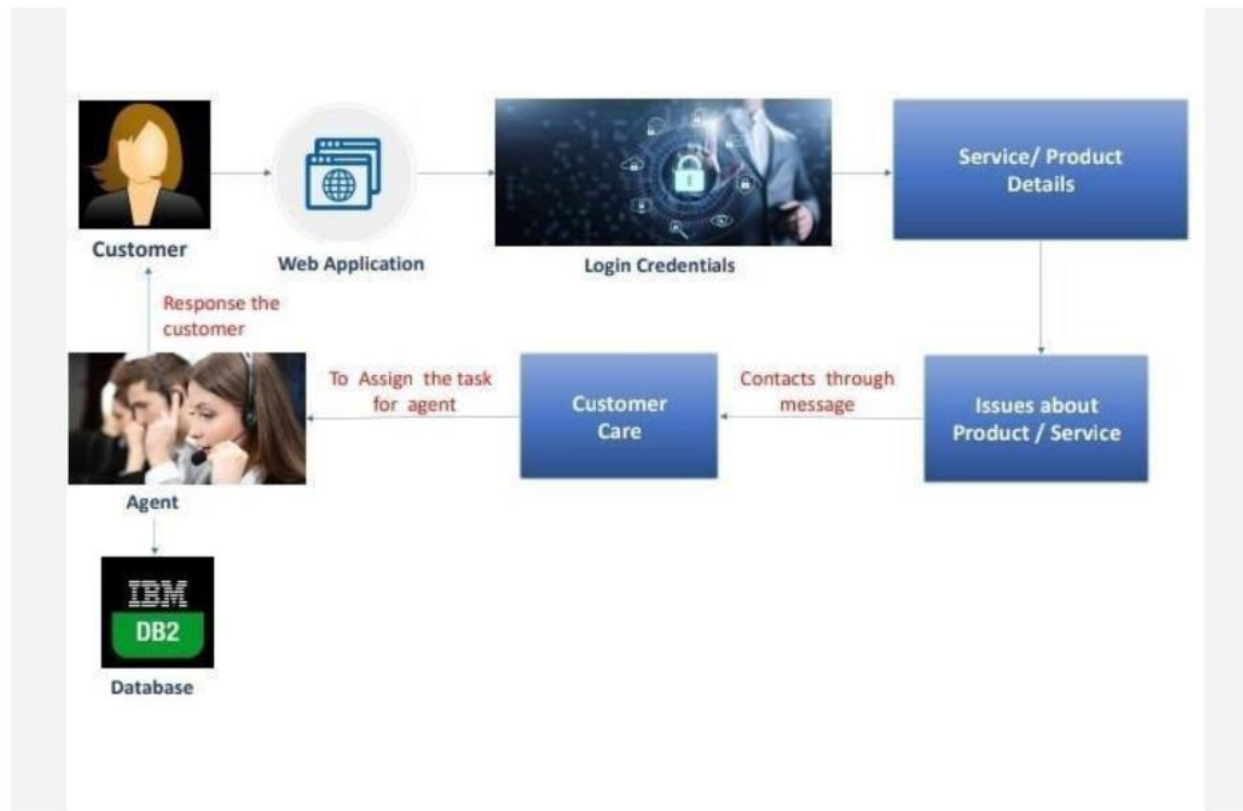 Service/ Product
Details
Customer
Web Application
Login Credentials
Response the
customer
To Assign the task
for agent
Customer
Care
Contacts through
message
Issues about
Product / Service
Agent
IBM
DB2
Database